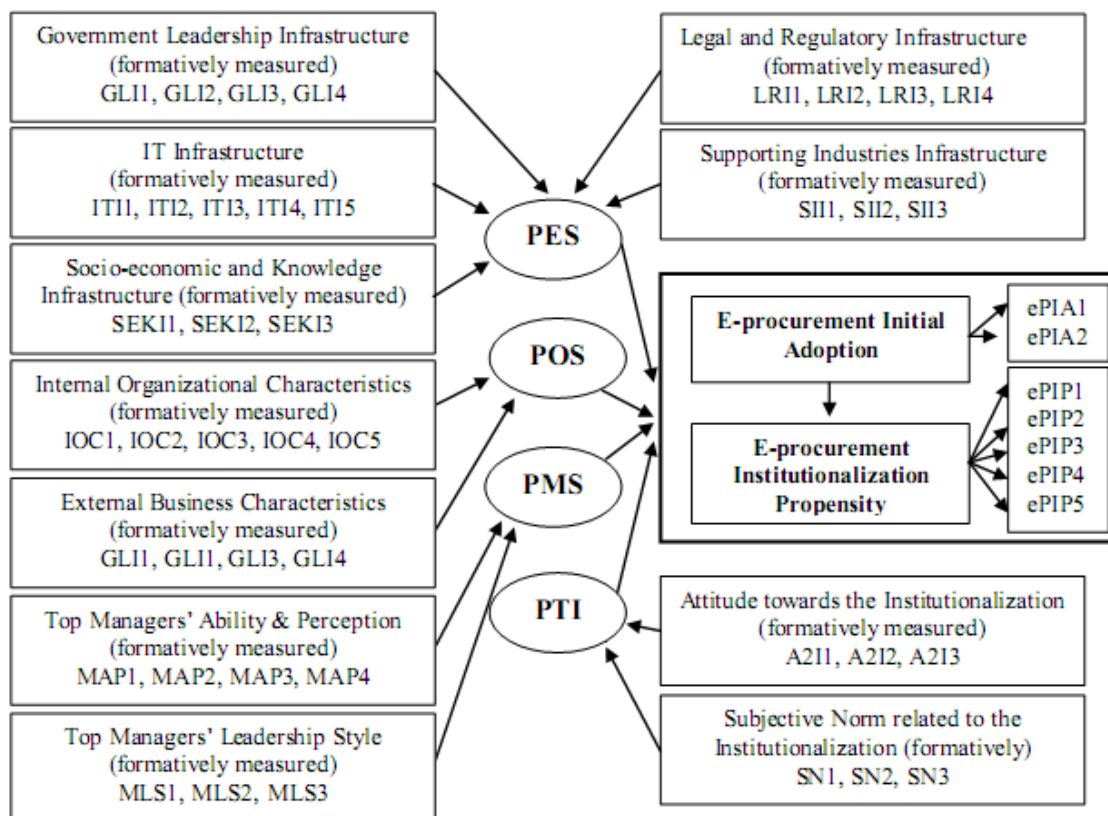 Government Leadership Infrastructure
(formatively measured)
GLI1, GLI2, GLI3, GLI4
IT Infrastructure
(formatively measured)
ITI1, ITI2, ITI3, ITI4, ITI5
Socio-economic and Knowledge
Infrastructure (formatively measured)
SEKI1, SEKI2, SEKI3
Internal Organizational Characteristics
(formatively measured)
IOC1, IOC2, IOC3, IOC4, IOC5
External Business Characteristics
(formatively measured)
GLI1, GLI1, GLI3, GLI4
Top Managers' Ability & Perception
(formatively measured)
MAP1, MAP2, MAP3, MAP4
Top Managers' Leadership Style
(formatively measured)
MLS1, MLS2, MLS3
PES
POS
PMS
PTI
Legal and Regulatory Infrastructure
(formatively measured)
LRI1, LRI2, LRI3, LRI4
Supporting Industries Infrastructure
(formatively measured)
SII1, SII2, SII3
E-procurement Initial
Adoption
ePIA1
ePIA2
E-procurement
Institutionalization
Propensity
ePIP1
ePIP2
ePIP3
ePIP4
ePIP5
Attitude towards the Institutionalization
(formatively measured)
A2I1, A2I2, A2I3
Subjective Norm related to the
Institutionalization (formatively)
SN1, SN2, SN3